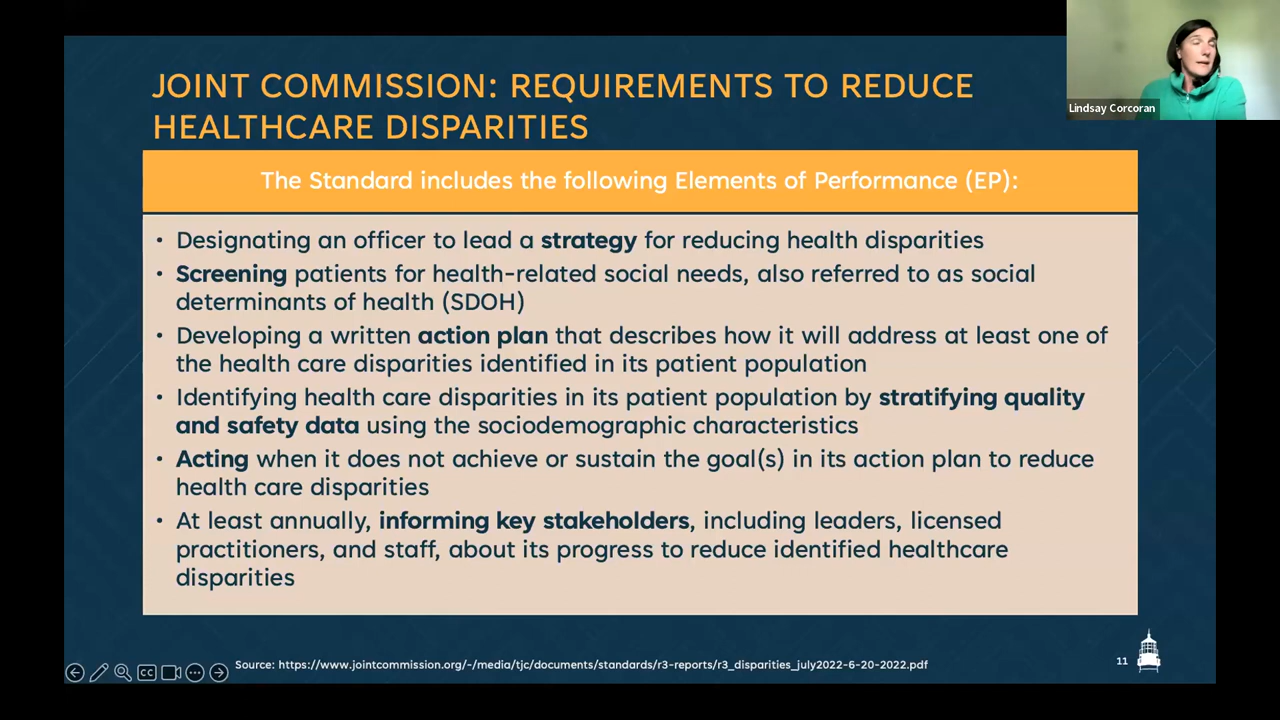 JOINT COMMISSION: REQUIREMENTS TO REDUCE
HEALTHCARE DISPARITIES
Lindsay Corcoran
The Standard includes the following Elements of Performance (EP):
• Designating an officer to lead a strategy for reducing health disparities
• Screening patients for health-related social needs, also referred to as social
determinants of health (SDOH)
• Developing a written action plan that describes how it will address at least one of
the health care disparities identified in its patient population
• Identifying health care disparities in its patient population by stratifying quality
and safety data using the sociodemographic characteristics
• Acting when it does not achieve or sustain the goal(s) in its action plan to reduce
health care disparities
• At least annually, informing key stakeholders, including leaders, licensed
practitioners, and staff, about its progress to reduce identified healthcare
disparities
CC
Source: https://www.jointcommission.org/-/media/tjc/documents/standards/r3-reports/r3_disparities_july2022-6-20-2022.pdf
11